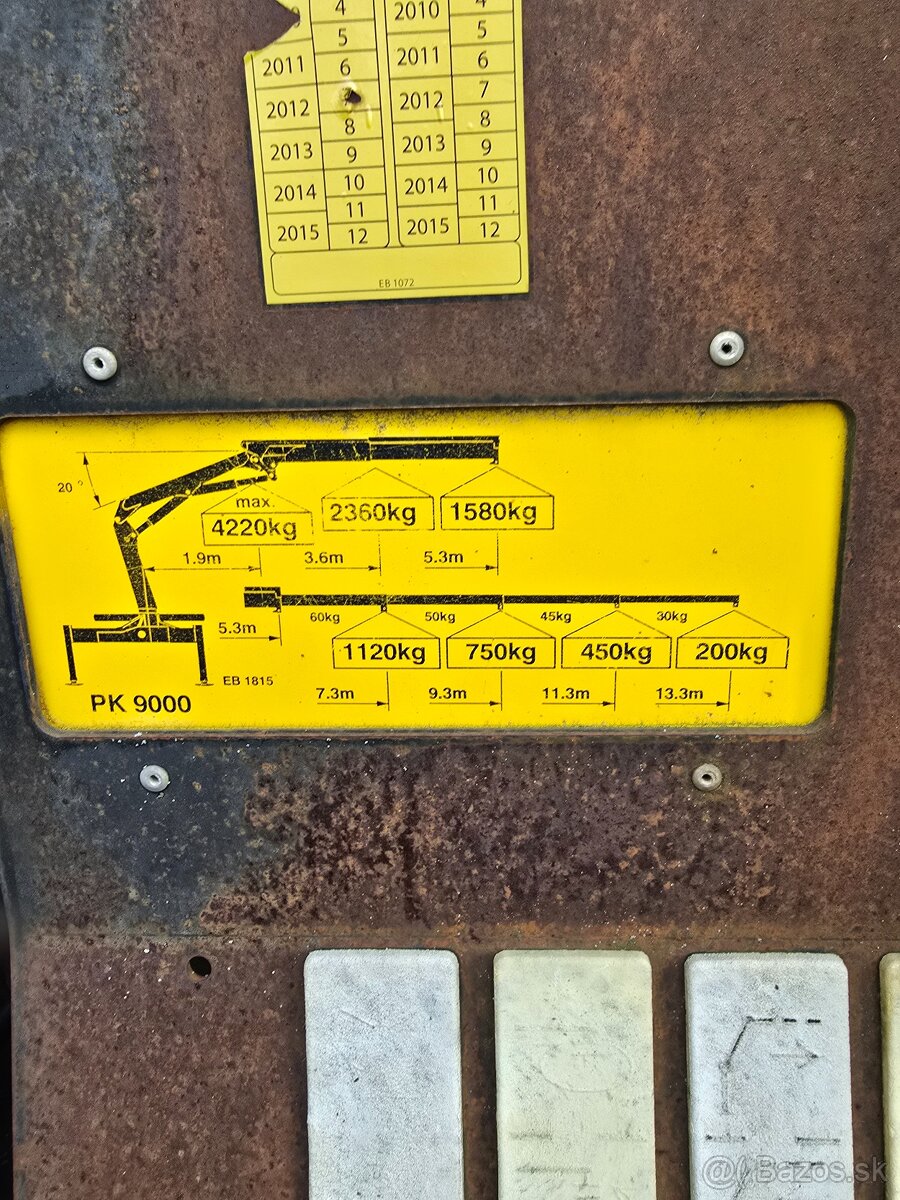 4 2010 4
5 5
2011 6 2011 6
2012 2012 7
8 8
2013 9 2013 9
2014 10 2014 10
11 11
2015 12 2015 12
EB 1072
20°
max.
4220kg 2360kg 1580kg
1.9m 3.6m 5.3m
60kg 50kg 45kg 30kg
5.3m
1120kg 750kg 450kg 200kg
EB 1815
7.3m 9.3m 11.3m 13.3m
PK 9000
Bazos.sk